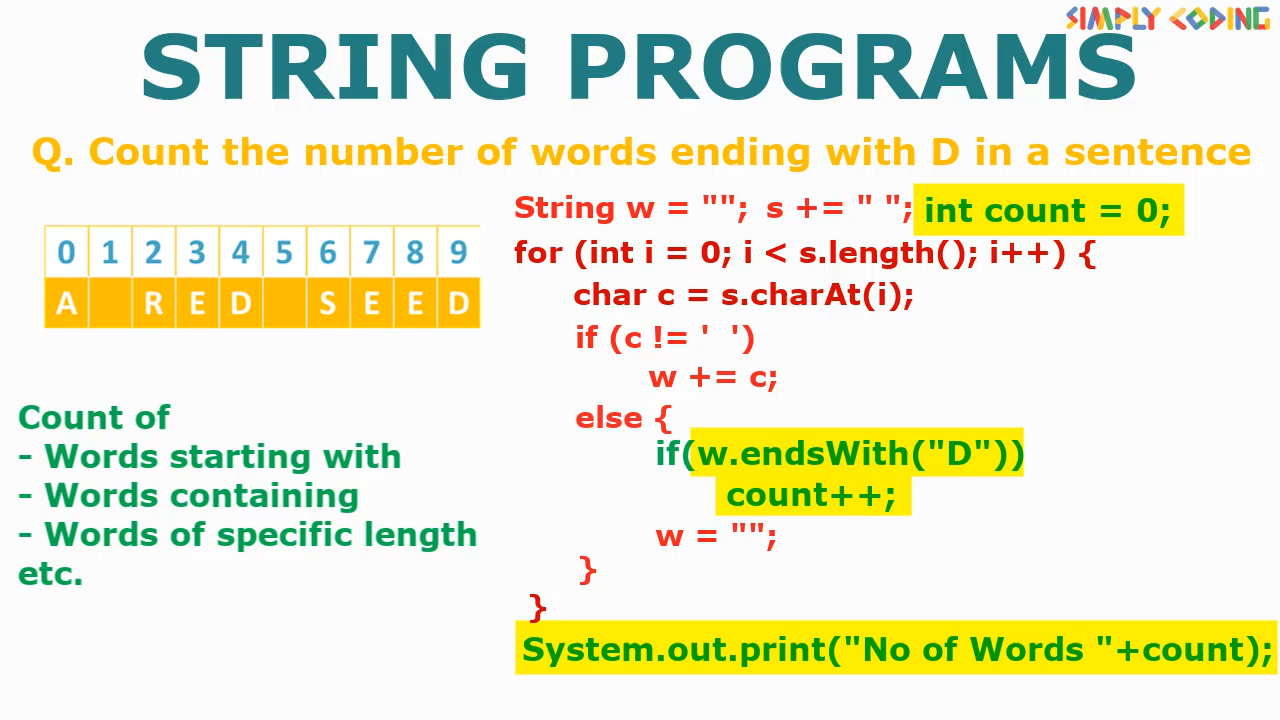 SIMPLY CODING
STRING PROGRAMS
Q. Count the number of words ending with D in a sentence
0 1 2 3 4 5 6 7 8 9
A R E D S E E D
Count of
- Words starting with
- Words containing
- Words of specific length
etc.
String w = ""; s += " "; int count = 0;
for (int i = 0; i < s.length(); i++) {
char c = s.charAt(i);
if (c != ' ')
w += c;
else {
if(w.endsWith("D"))
count++;
w = "";
}
}
System.out.print("No of Words "+count);